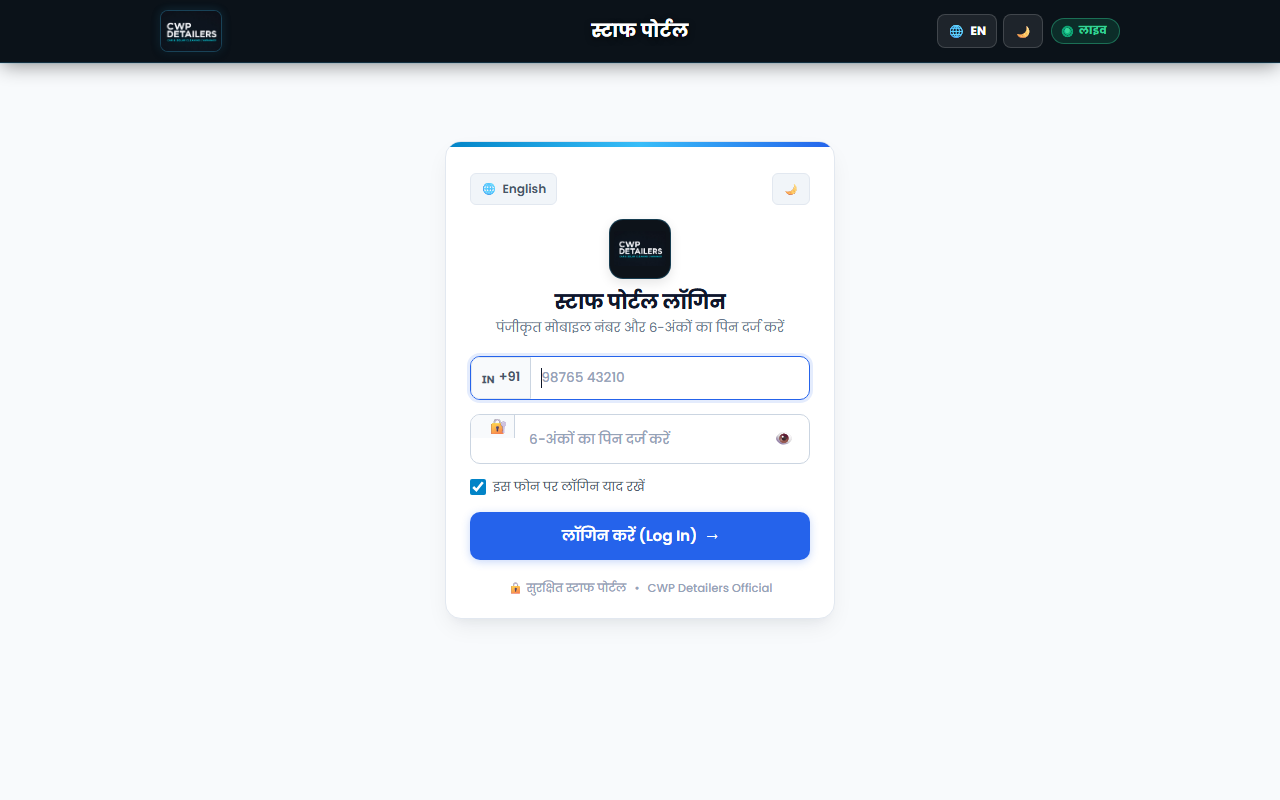 CWP
DETAILERS
स्टाफ पोर्टल
EN
लाइव
English
CWP
DETAILERS
स्टाफ पोर्टल लॉगिन
पंजीकृत मोबाइल नंबर और 6-अंकों का पिन दर्ज करें
IN +91
98765 43210
6-अंकों का पिन दर्ज करें
इस फोन पर लॉगिन याद रखें
लॉगिन करें (Log In) →
सुरक्षित स्टाफ पोर्टल • CWP Detailers Official